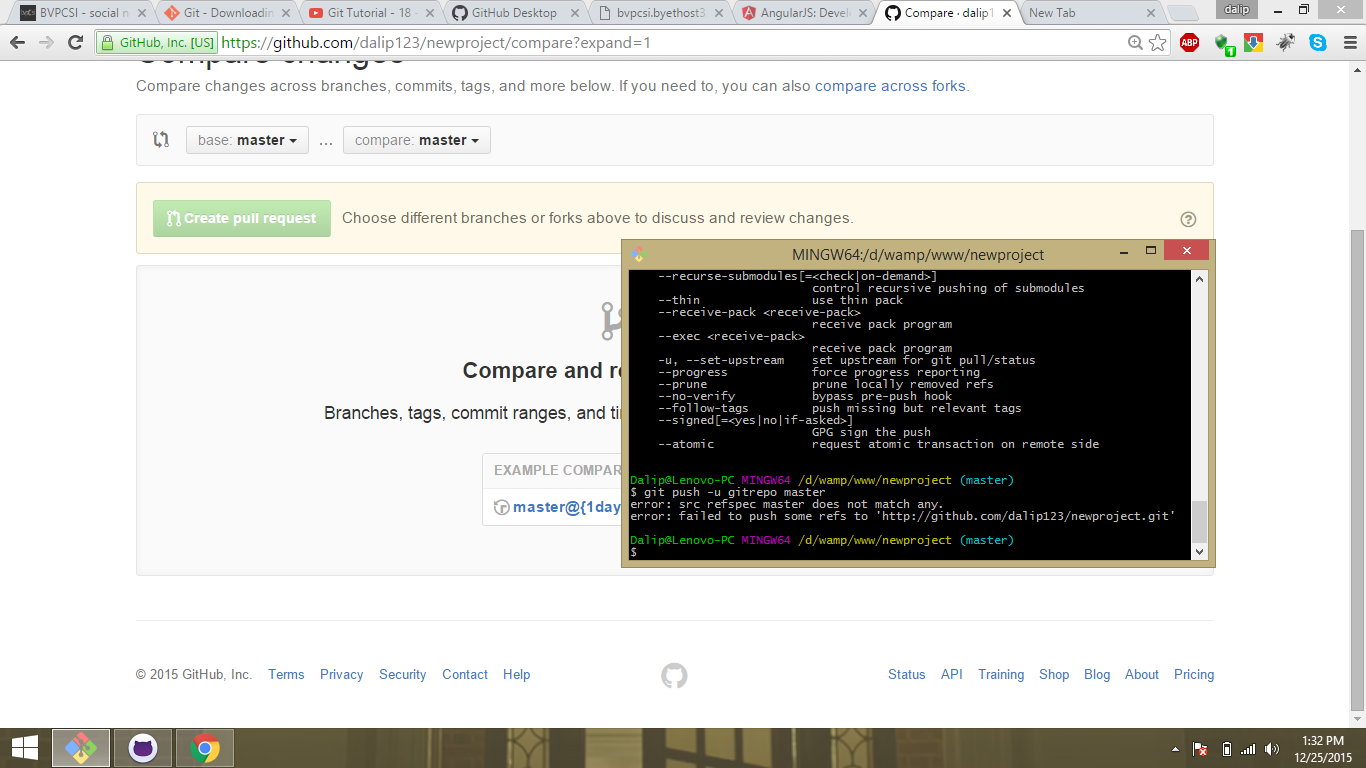 BVPCSI - social n
Git - Downloadin
Git Tutorial - 18 -
GitHub Desktop
bvpcsi.byethost3
AngularJS: Devel
Compare · dalip1
New Tab
dalip
GitHub, Inc. [US]
https://github.com/dalip123/newproject/compare?expand=1
ABP
1
Compare changes
Compare changes across branches, commits, tags, and more below. If you need to, you can also compare across forks.
base: master
...
compare: master
Create pull request
Choose different branches or forks above to discuss and review changes.
Compare and re
Branches, tags, commit ranges, and ti
EXAMPLE COMPAR
master@{1day
MINGW64:/d/wamp/www/newproject
--recurse-submodules[=<check|on-demand>]
control recursive pushing of submodules
--thin use thin pack
--receive-pack <receive-pack>
receive pack program
--exec <receive-pack>
receive pack program
-u, --set-upstream set upstream for git pull/status
--progress force progress reporting
--prune prune locally removed refs
--no-verify bypass pre-push hook
--follow-tags push missing but relevant tags
--signed[=<yes|no|if-asked>]
GPG sign the push
--atomic request atomic transaction on remote side
Dalip@Lenovo-PC MINGW64 /d/wamp/www/newproject (master)
$ git push -u gitrepo master
error: src refspec master does not match any.
error: failed to push some refs to 'http://github.com/dalip123/newproject.git'
Dalip@Lenovo-PC MINGW64 /d/wamp/www/newproject (master)
$
© 2015 GitHub, Inc. Terms Privacy Security Contact Help
Status API Training Shop Blog About Pricing
1:32 PM
12/25/2015